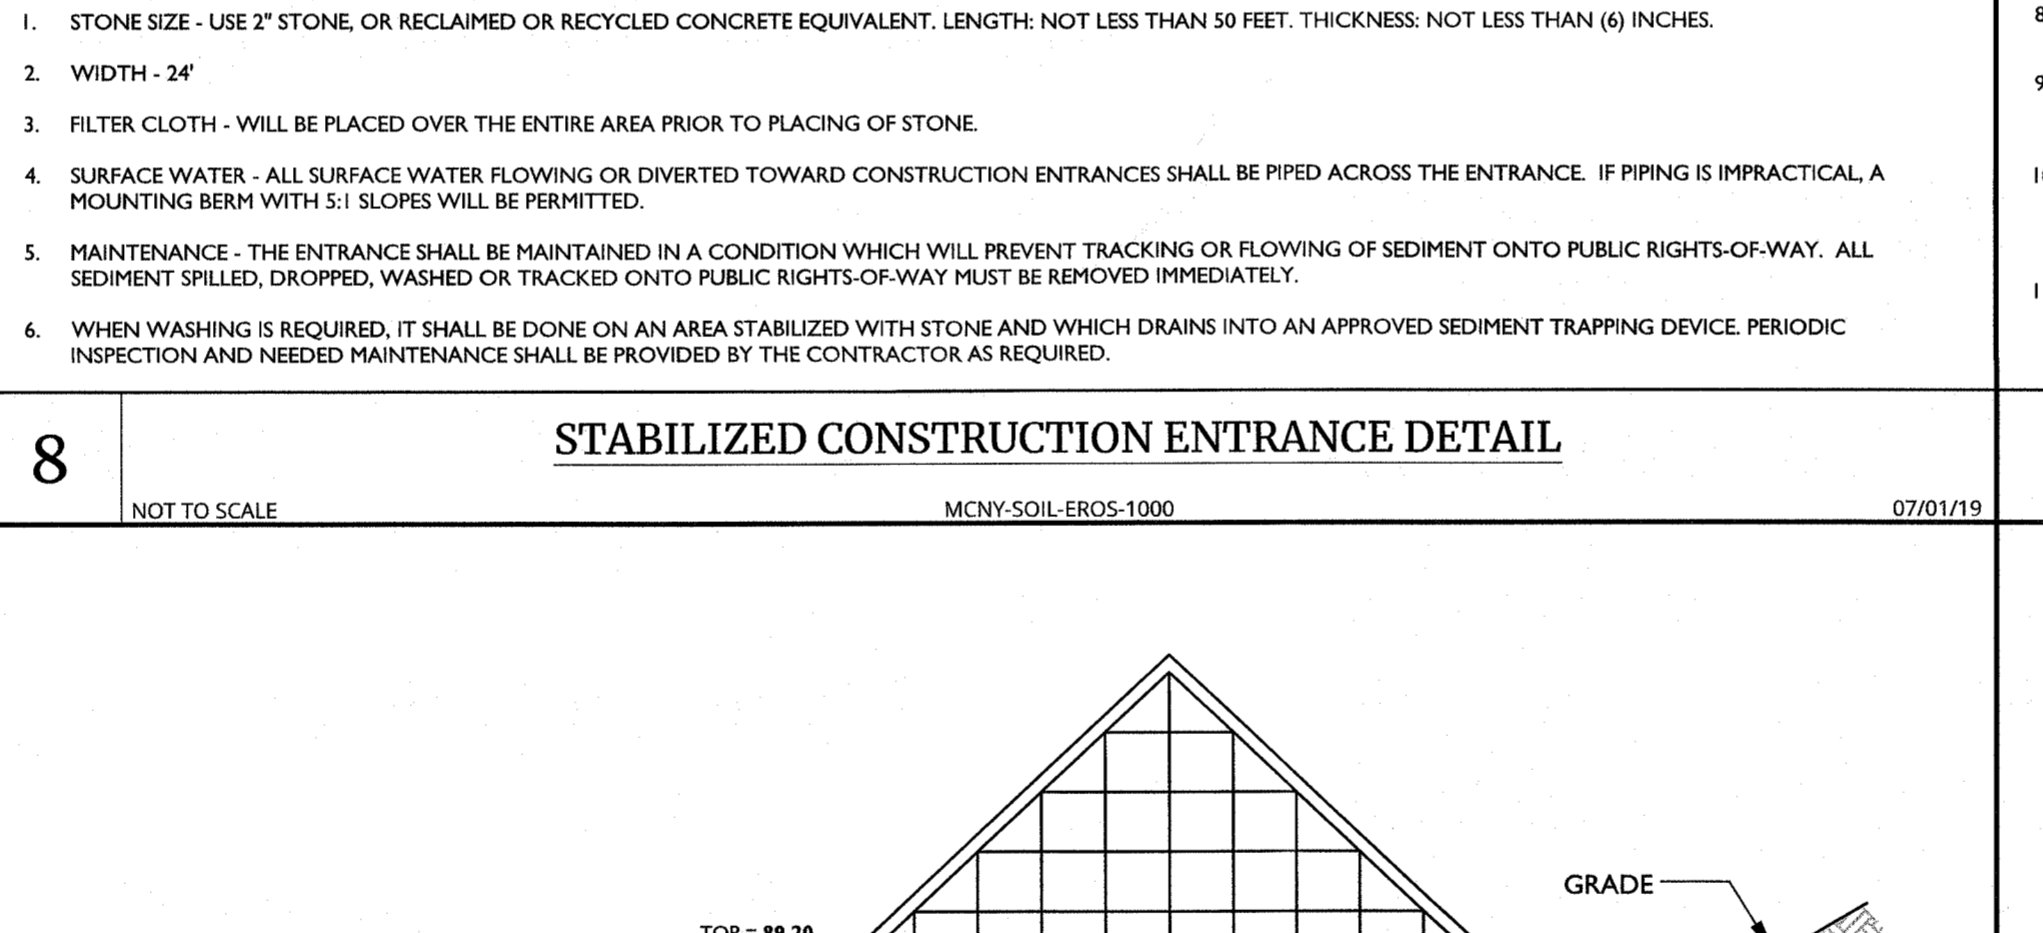 1. STONE SIZE - USE 2" STONE, OR RECLAIMED OR RECYCLED CONCRETE EQUIVALENT. LENGTH: NOT LESS THAN 50 FEET. THICKNESS: NOT LESS THAN (6) INCHES.
2. WIDTH - 24'
3. FILTER CLOTH - WILL BE PLACED OVER THE ENTIRE AREA PRIOR TO PLACING OF STONE.
4. SURFACE WATER - ALL SURFACE WATER FLOWING OR DIVERTED TOWARD CONSTRUCTION ENTRANCES SHALL BE PIPED ACROSS THE ENTRANCE. IF PIPING IS IMPRACTICAL, A
MOUNTING BERM WITH 5:1 SLOPES WILL BE PERMITTED.
5. MAINTENANCE - THE ENTRANCE SHALL BE MAINTAINED IN A CONDITION WHICH WILL PREVENT TRACKING OR FLOWING OF SEDIMENT ONTO PUBLIC RIGHTS-OF-WAY. ALL
SEDIMENT SPILLED, DROPPED, WASHED OR TRACKED ONTO PUBLIC RIGHTS-OF-WAY MUST BE REMOVED IMMEDIATELY.
6. WHEN WASHING IS REQUIRED, IT SHALL BE DONE ON AN AREA STABILIZED WITH STONE AND WHICH DRAINS INTO AN APPROVED SEDIMENT TRAPPING DEVICE. PERIODIC
INSPECTION AND NEEDED MAINTENANCE SHALL BE PROVIDED BY THE CONTRACTOR AS REQUIRED.
8
STABILIZED CONSTRUCTION ENTRANCE DETAIL
NOT TO SCALE
MCNY-SOIL-EROS-1000
07/01/19
GRADE
TOP = 89.20